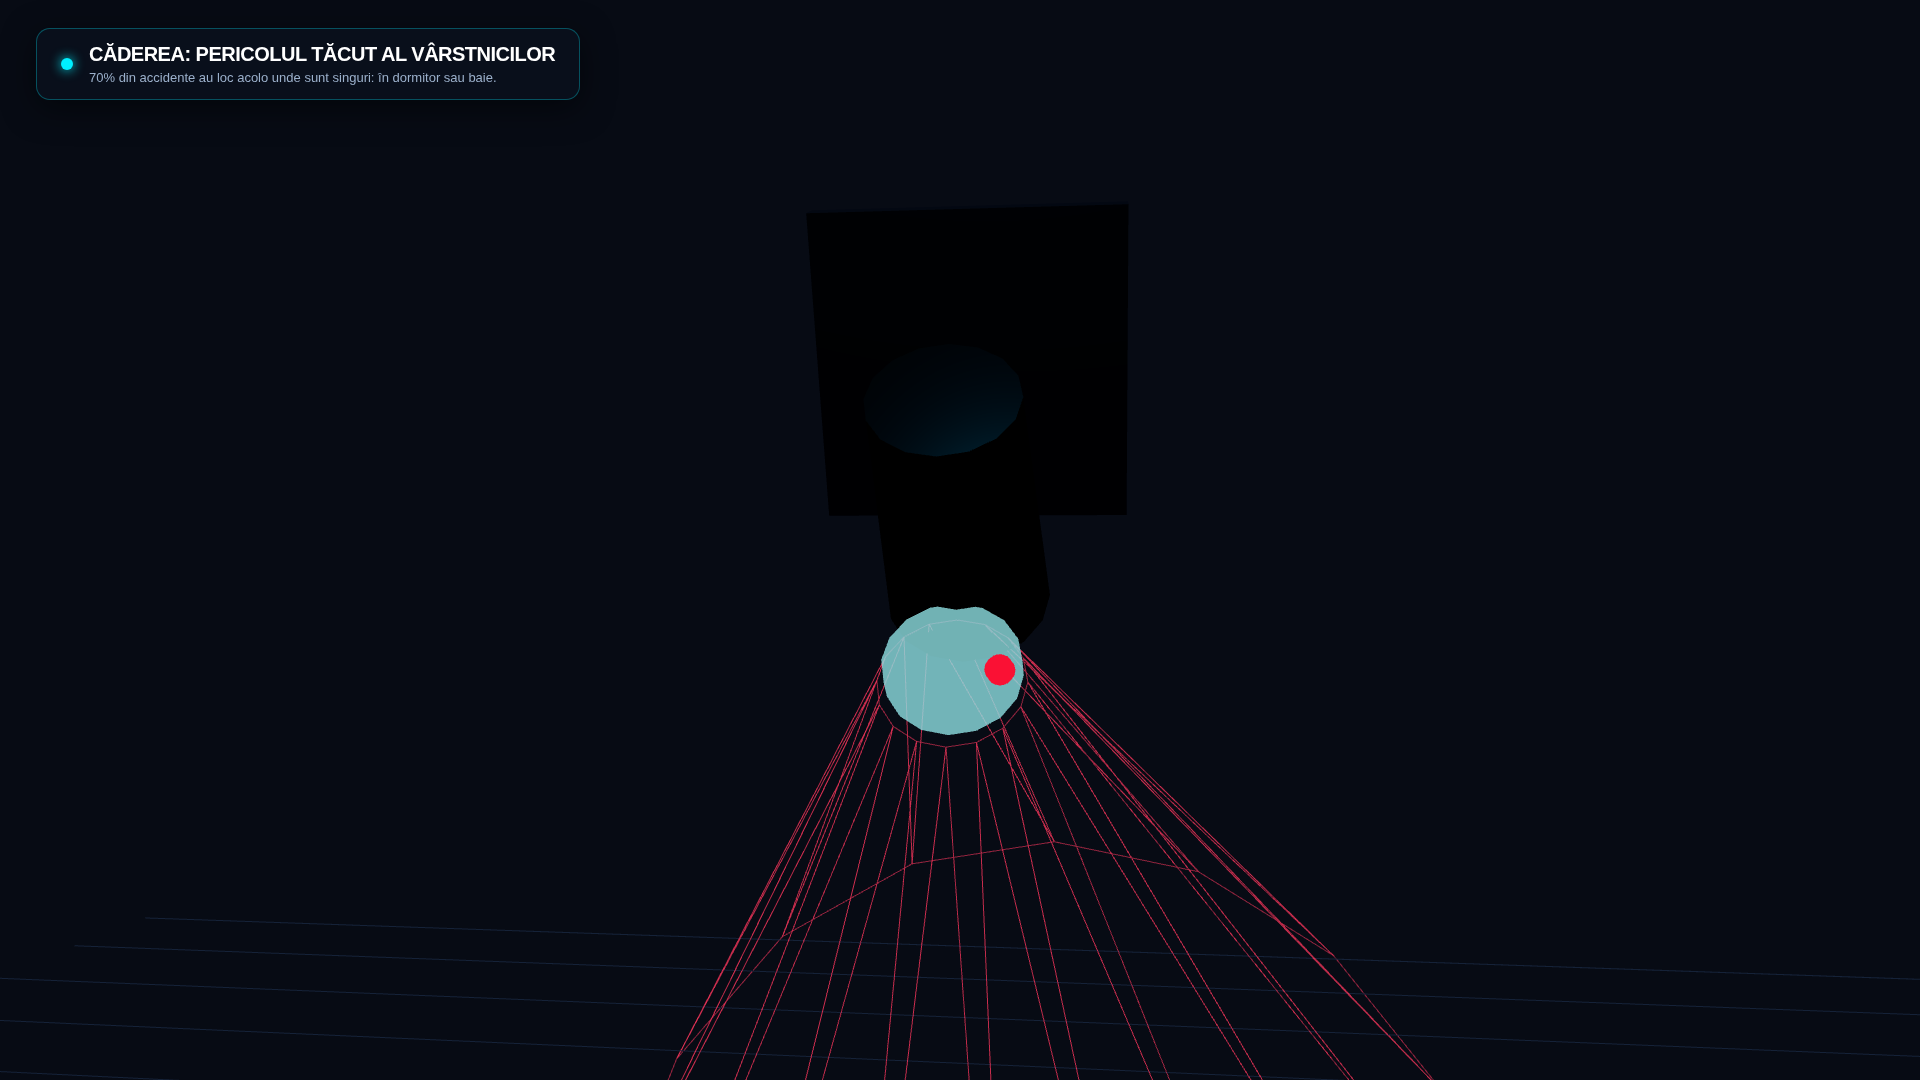 CĂDEREA: PERICOLUL TĂCUT AL VÂRSTNICILOR
70% din accidente au loc acolo unde sunt singuri: în dormitor sau baie.